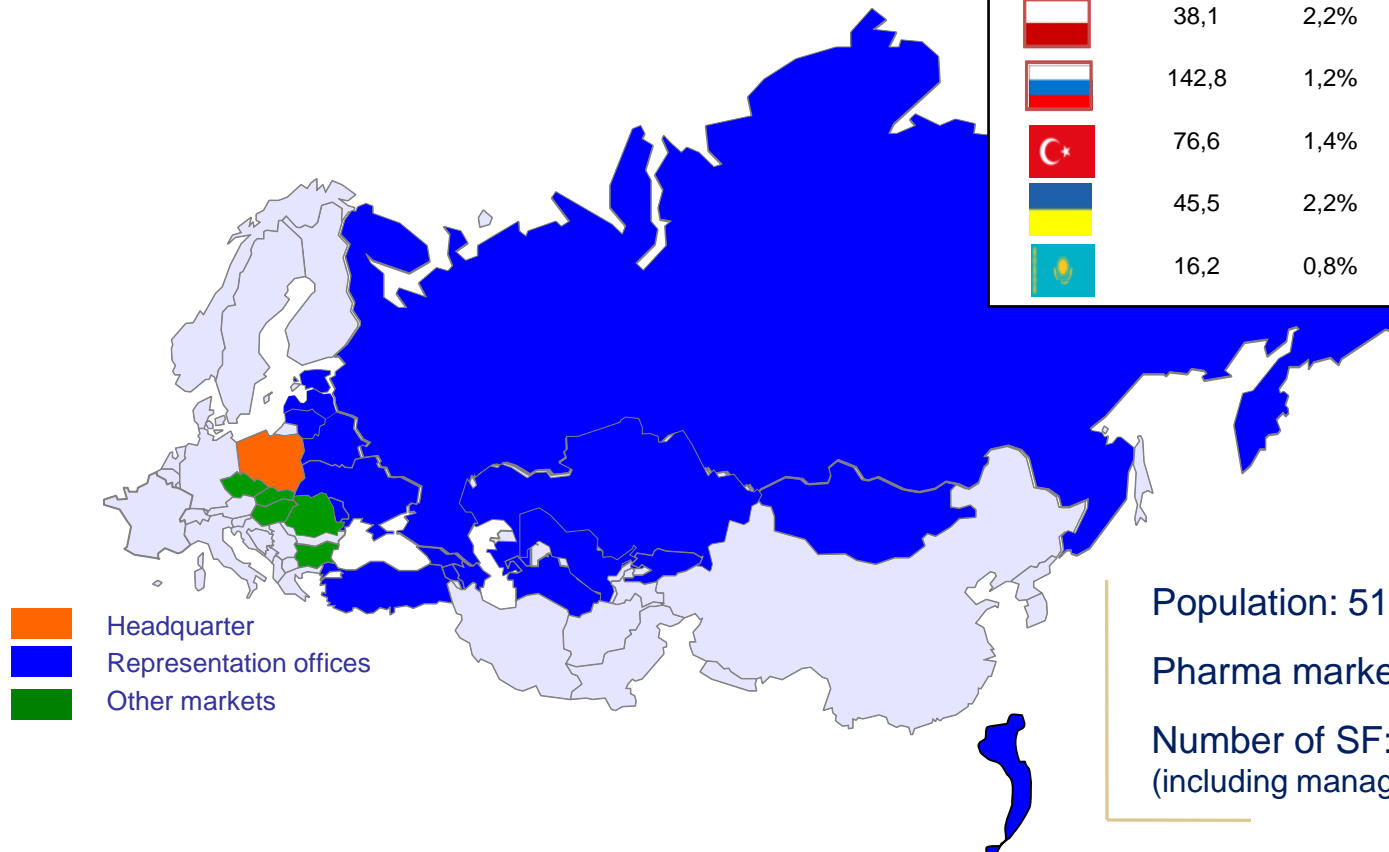 38,1 2,2%
142,8 1,2%
76,6 1,4%
45,5 2,2%
16,2 0,8%
Headquarter
Representation offices
Other markets
Population: 51
Pharma marke
Number of SF:
(including manag